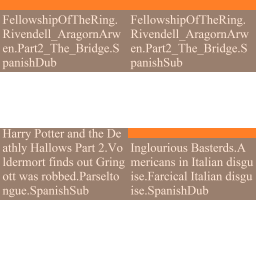 FellowshipOfTheRing.
Rivendell_AragornArw
en.Part2_The_Bridge.S
panishDub
FellowshipOfTheRing.
Rivendell_AragornArw
en.Part2_The_Bridge.S
panishSub
Harry Potter and the De
athly Hallows Part 2.Vo
ldermort finds out Gring
ott was robbed.Parselto
ngue.SpanishSub
Inglourious Basterds.A
mericans in Italian disgu
ise.Farcical Italian disgu
ise.SpanishDub